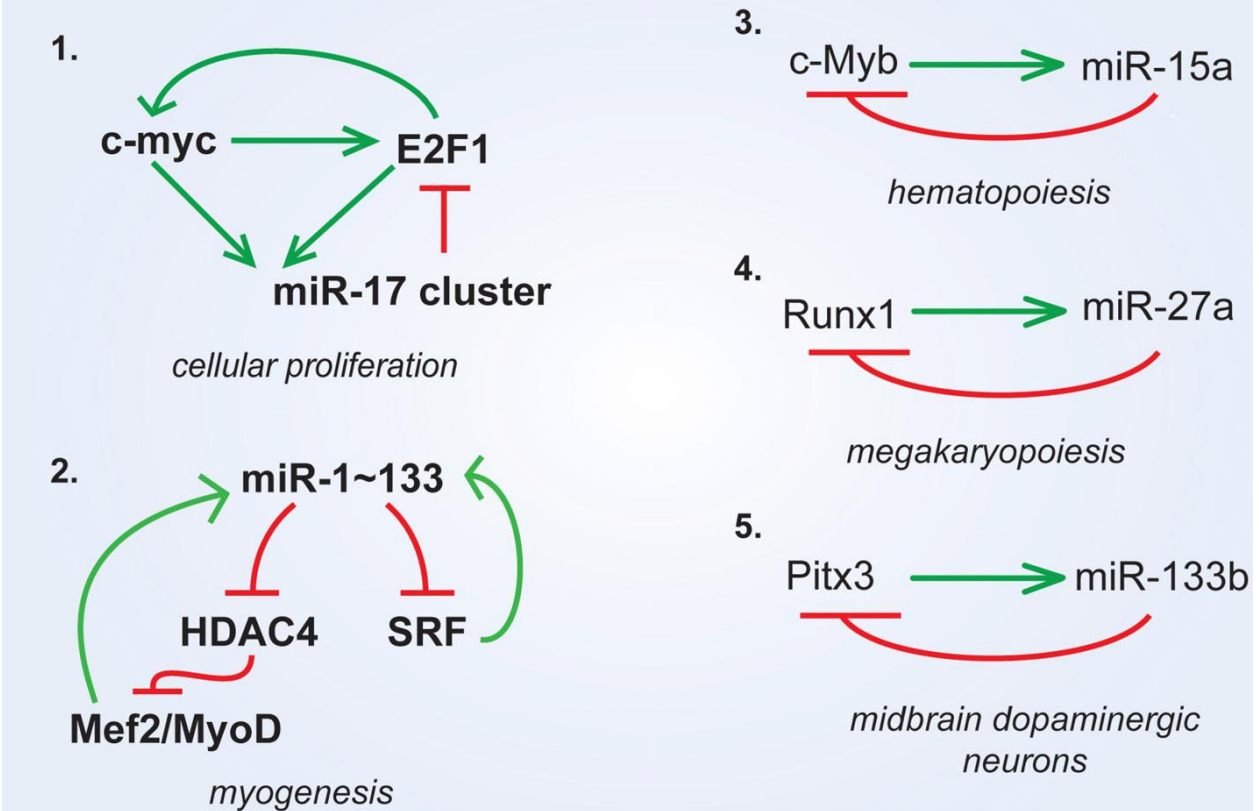 1.
c-myc
E2F1
miR-17 cluster
cellular proliferation
2.
miR-1~133
HDAC4
SRF
Mef2/MyoD
myogenesis
3.
c-Myb
miR-15a
hematopoiesis
4.
Runx1
miR-27a
megakaryopoiesis
5.
Pitx3
miR-133b
midbrain dopaminergic
neurons